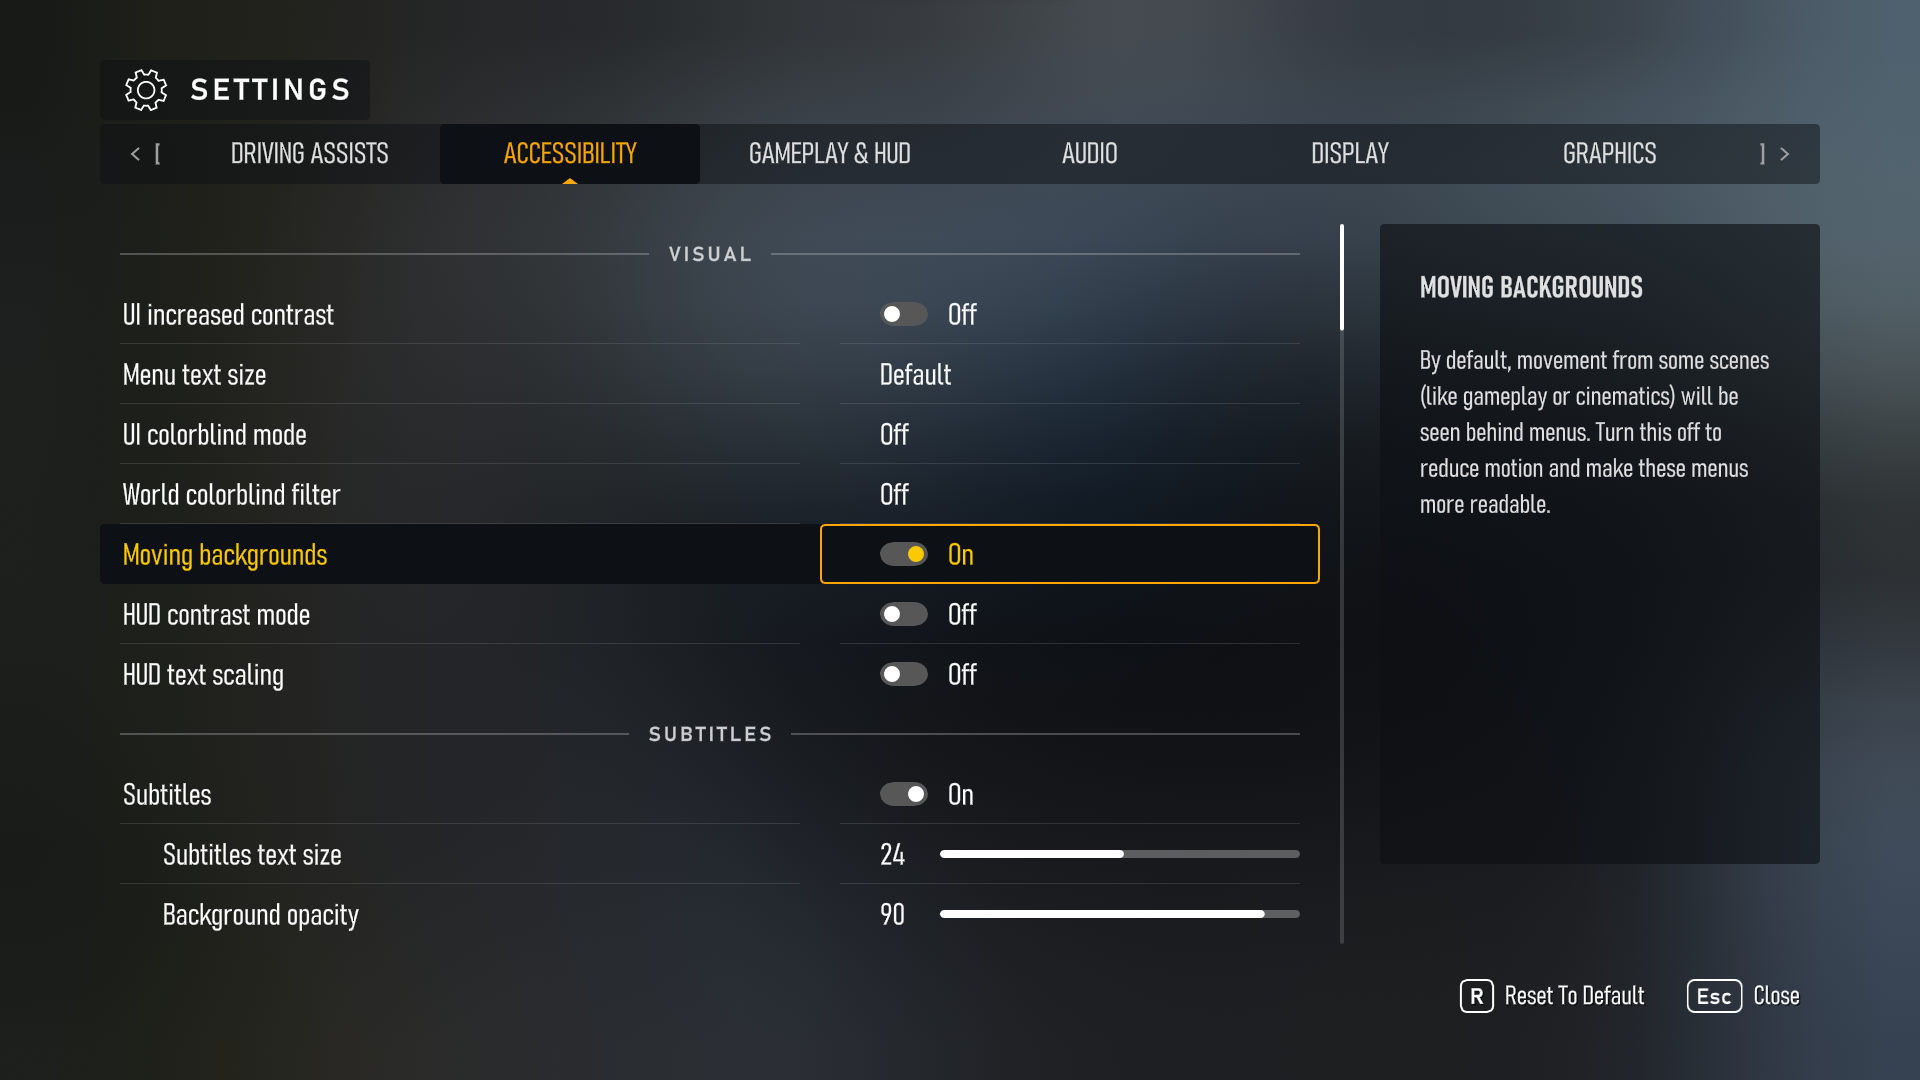 SETTINGS
< [ DRIVING ASSISTS ACCESSIBILITY GAMEPLAY & HUD AUDIO DISPLAY GRAPHICS ] >
VISUAL
UI increased contrast Off
Menu text size Default
UI colorblind mode Off
World colorblind filter Off
Moving backgrounds On
HUD contrast mode Off
HUD text scaling Off
SUBTITLES
Subtitles On
Subtitles text size 24
Background opacity 90
MOVING BACKGROUNDS
By default, movement from some scenes
(like gameplay or cinematics) will be
seen behind menus. Turn this off to
reduce motion and make these menus
more readable.
R Reset To Default Esc Close